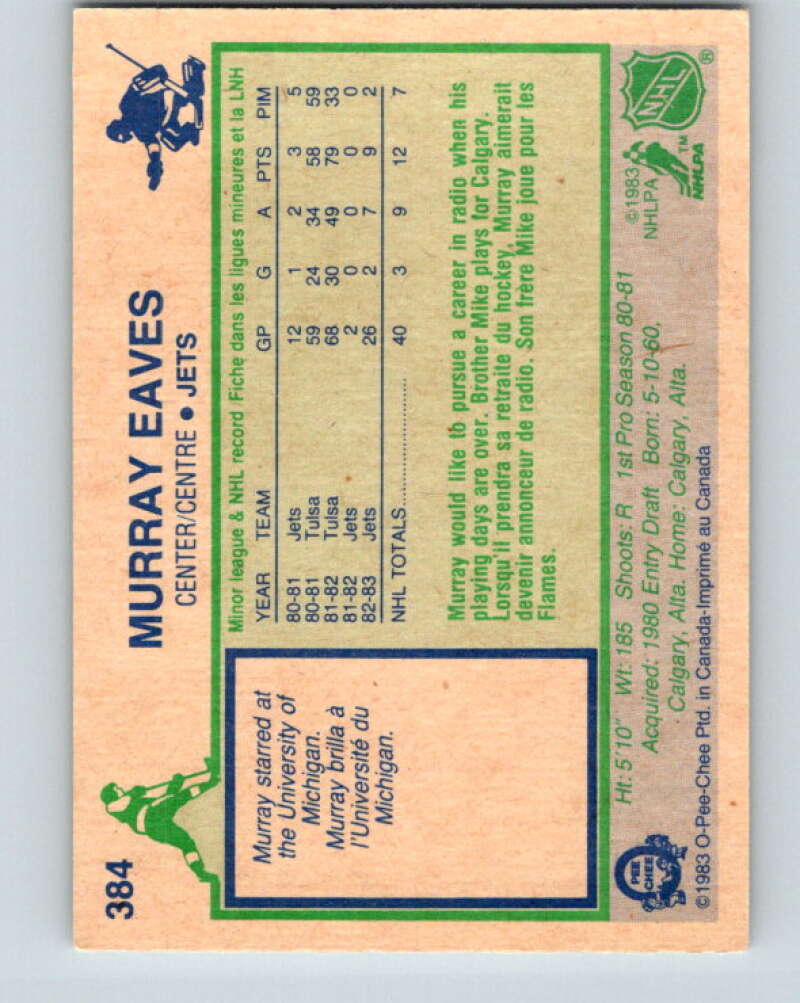 384
MURRAY EAVES
CENTER/CENTRE • JETS
Murray starred at
the University of
Michigan.
Murray brilla à
l'Université du
Michigan.
Minor league & NHL record Fiche dans les ligues mineures et la LNH
YEAR TEAM GP G A PTS PIM
80-81 Jets 12 1 2 3 5
80-81 Tulsa 59 24 34 58 59
81-82 Tulsa 68 30 49 79 33
81-82 Jets 2 0 0 0 0
82-83 Jets 26 2 7 9 2
NHL TOTALS 40 3 9 12 7
Murray would like to pursue a career in radio when his
playing days are over. Brother Mike plays for Calgary.
Lorsqu'il prendra sa retraite du hockey, Murray aimerait
devenir annonceur de radio. Son frère Mike joue pour les
Flames.
Ht: 5'10" Wt: 185 Shoots: R 1st Pro Season 80-81
Acquired: 1980 Entry Draft Born: 5-10-60,
Calgary, Alta. Home: Calgary, Alta.
©1983
NHLPA
NHL ®
NHLPA ™
PEE
CHEE
©1983 O-Pee-Chee Ptd. in Canada-Imprimé au Canada